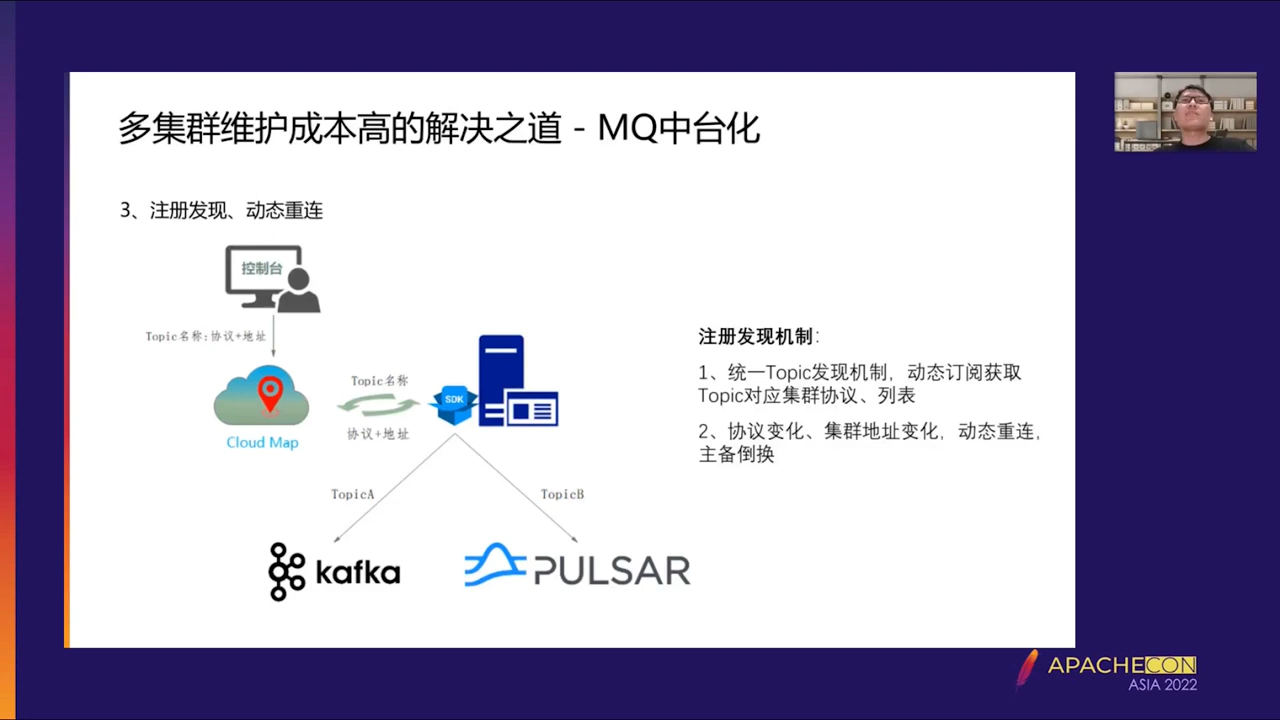 多集群维护成本高的解决之道 - MQ中台化
3、注册发现、动态重连
控制台
Topic名称:协议+地址
Cloud Map
Topic名称
协议+地址
SDK
TopicA
TopicB
kafka
PULSAR
注册发现机制:
1、统一Topic发现机制，动态订阅获取
Topic对应集群协议、列表
2、协议变化、集群地址变化，动态重连，
主备倒换
APACHECON
ASIA 2022